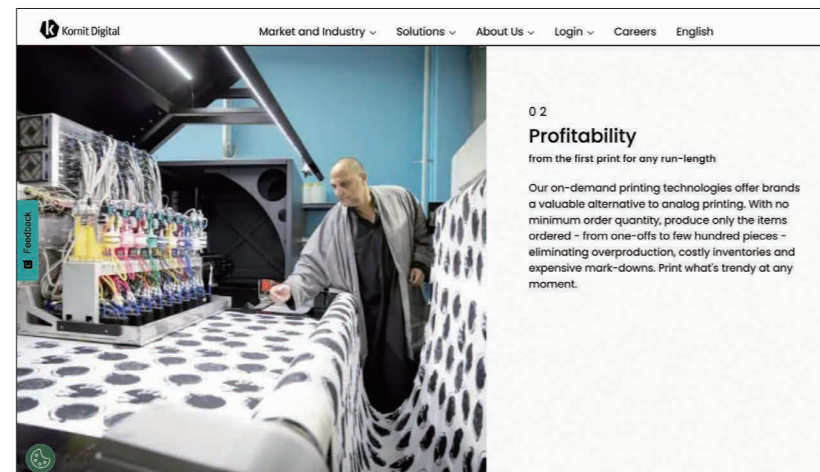 Kornit Digital
Market and Industry
Solutions
About Us
Login
Careers
English
Feedback
02
Profitability
from the first print for any run-length
Our on-demand printing technologies offer brands
a valuable alternative to analog printing. With no
minimum order quantity, produce only the items
ordered - from one-offs to few hundred pieces -
eliminating overproduction, costly inventories and
expensive mark-downs. Print what's trendy at any
moment.